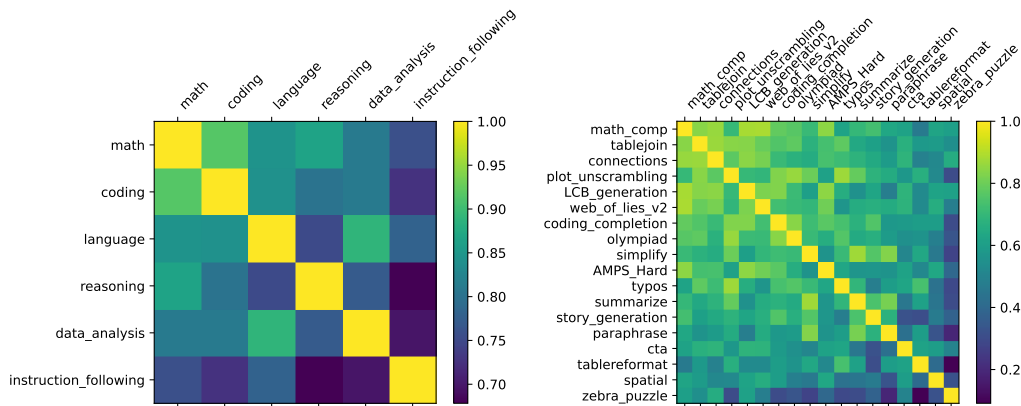 math
coding
language
reasoning
data_analysis
instruction_following
math
coding
language
reasoning
data_analysis
instruction_following
1.00
0.95
0.90
0.85
0.80
0.75
0.70
math_comp
tablejoin
connections
plot_unscrambling
LCB_generation
web_of_lies_v2
coding_completion
olympiad
simplify
AMPS_Hard
typos
summarize
story_generation
paraphrase
cta
tablereformat
spatial
zebra_puzzle
math_comp
tablejoin
connections
plot_unscrambling
LCB_generation
web_of_lies_v2
coding_completion
olympiad
simplify
AMPS_Hard
typos
summarize
story_generation
paraphrase
cta
tablereformat
spatial
zebra_puzzle
1.0
0.8
0.6
0.4
0.2